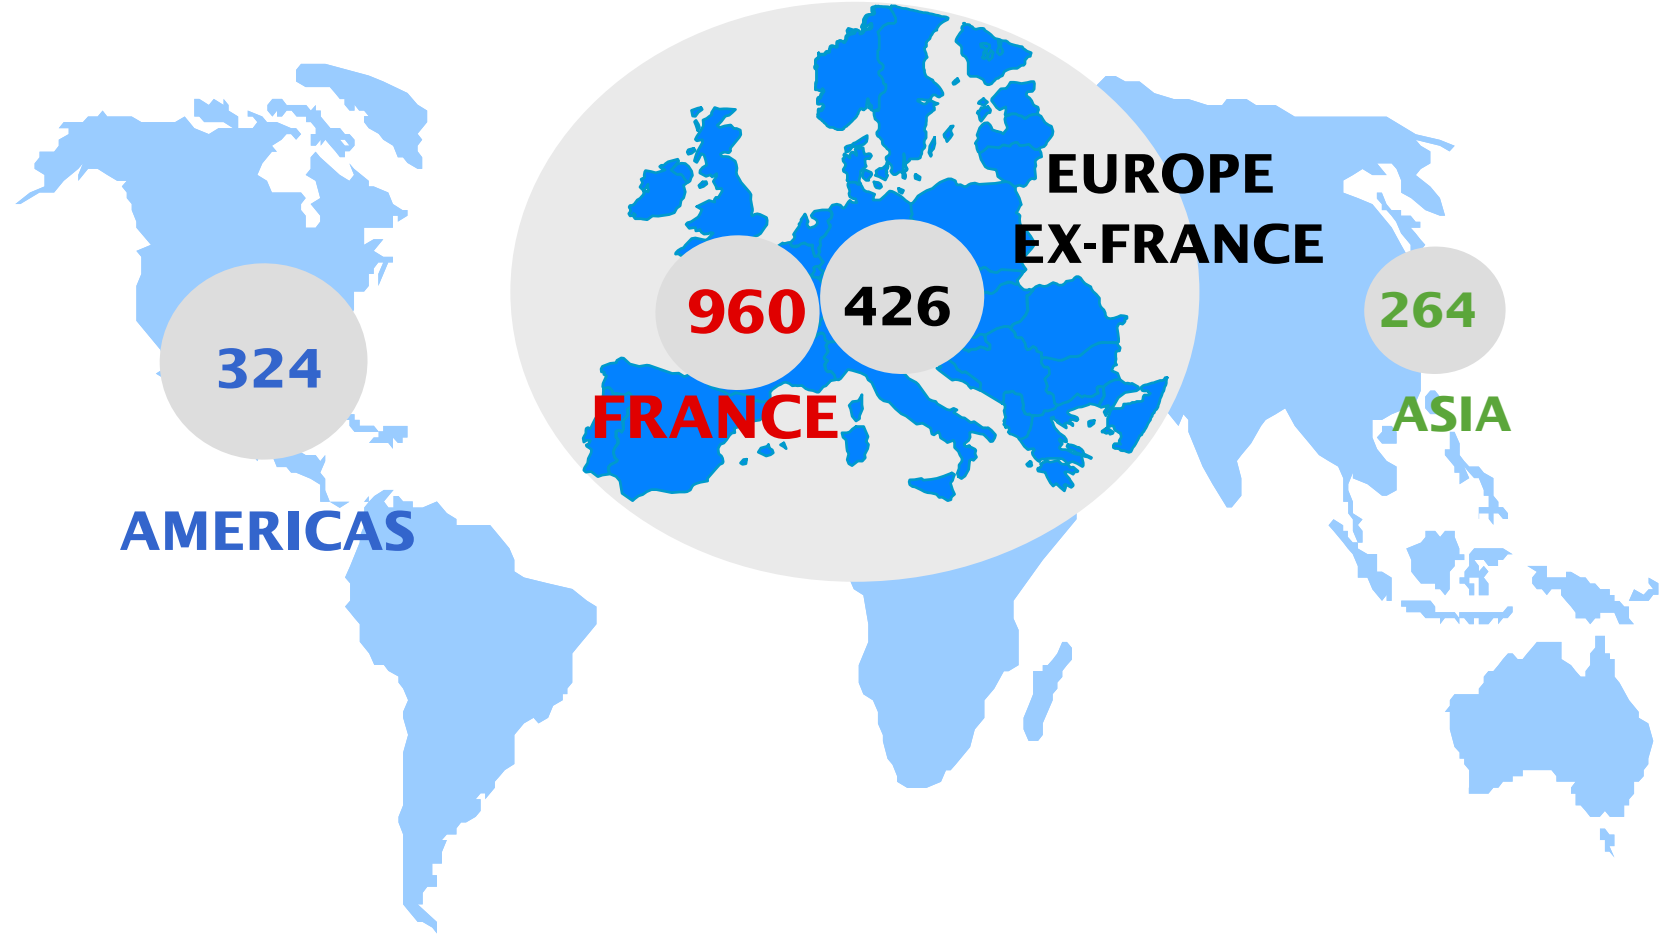 EUROPE
EX-FRANCE
960
426
264
324
FRANCE
ASIA
AMERICAS